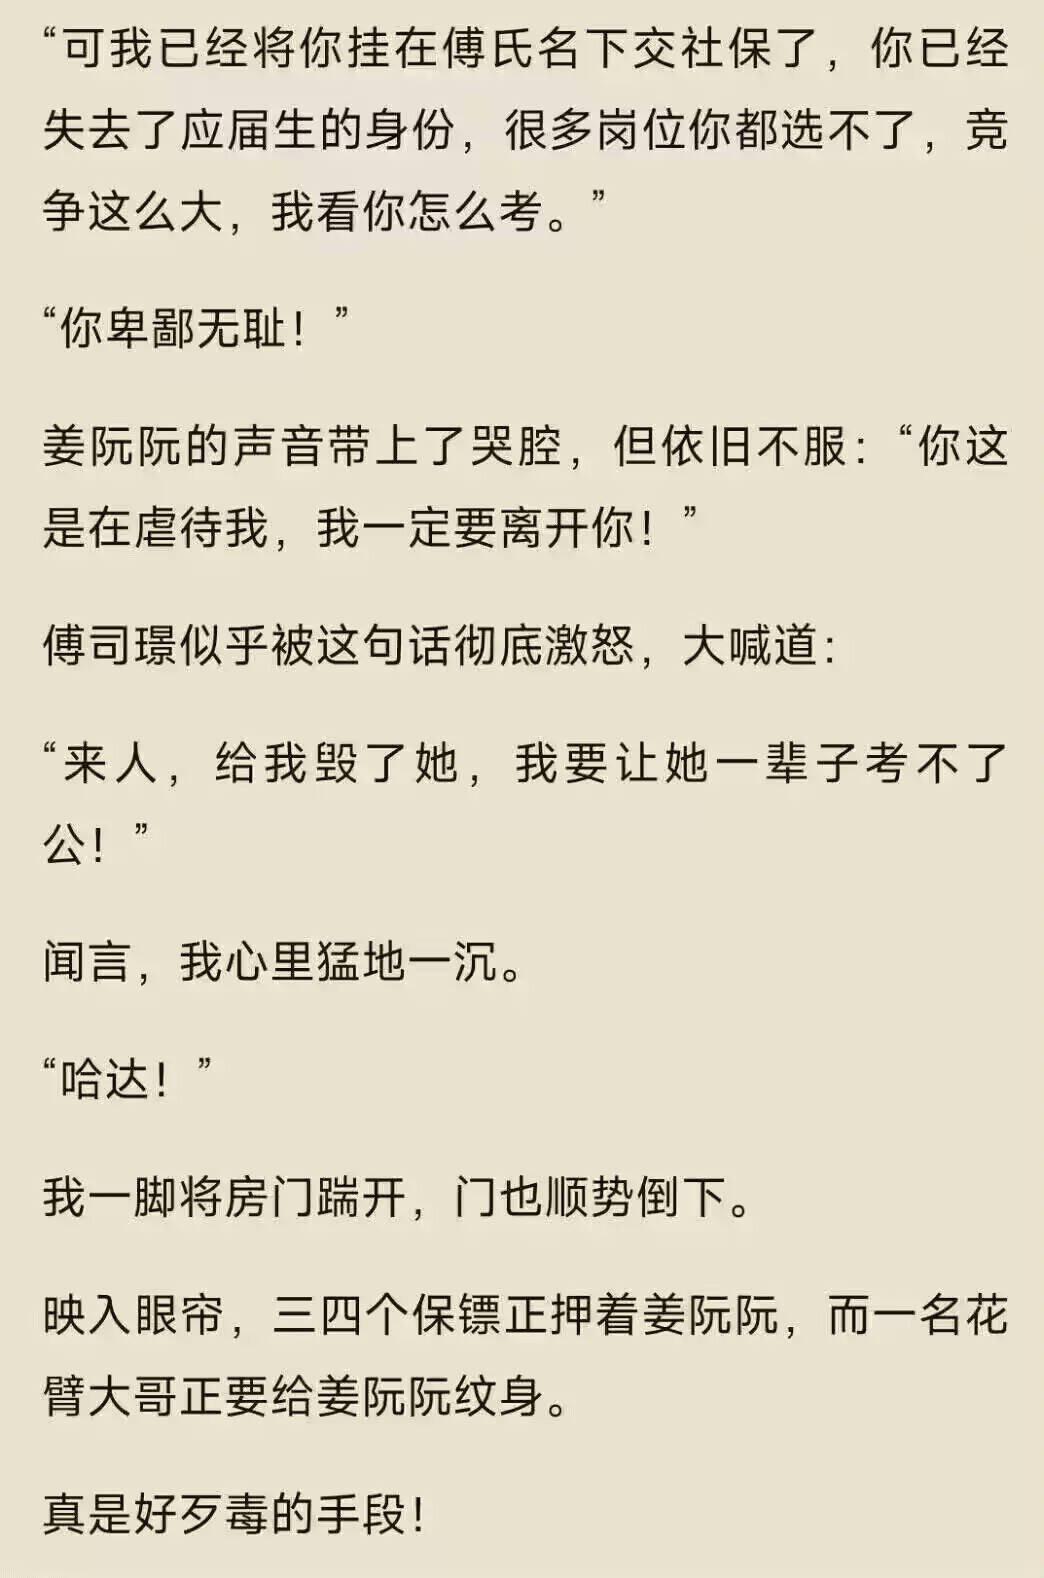 “可我已经将你挂在傅氏名下交社保了，你已经
失去了应届生的身份，很多岗位你都选不了，竞
争这么大，我看你怎么考。”
“你卑鄙无耻！”
姜阮阮的声音带上了哭腔，但依旧不服：“你这
是在虐待我，我一定要离开你！”
傅司璟似乎被这句话彻底激怒，大喊道：
“来人，给我毁了她，我要让她一辈子考不了
公！”
闻言，我心里猛地一沉。
“哈达！”
我一脚将房门踹开，门也顺势倒下。
映入眼帘，三四个保镖正押着姜阮阮，而一名花
臂大哥正要给姜阮阮纹身。
真是好歹毒的手段！